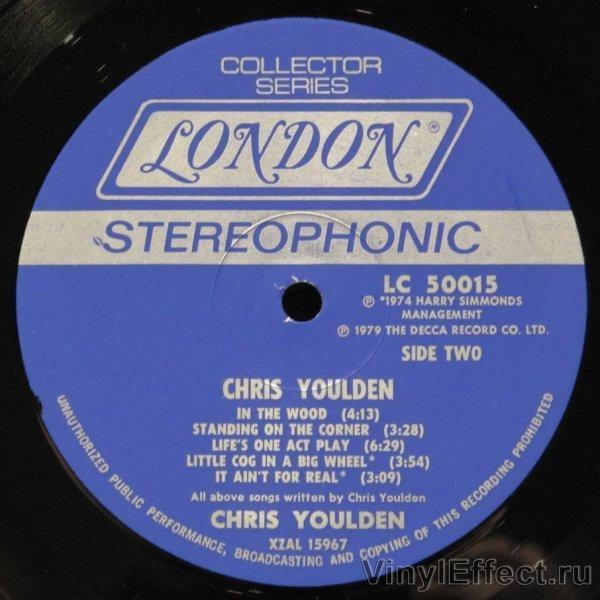 COLLECTOR
SERIES
LONDON®
STEREOPHONIC
LC 50015
℗ *1974 HARRY SIMMONDS
MANAGEMENT
℗ 1979 THE DECCA RECORD CO. LTD.
SIDE TWO
CHRIS YOULDEN
IN THE WOOD (4:13)
STANDING ON THE CORNER (3:28)
LIFE'S ONE ACT PLAY (6:29)
LITTLE COG IN A BIG WHEEL* (3:54)
IT AIN'T FOR REAL* (3:09)
All above songs written by Chris Youlden
CHRIS YOULDEN
XZAL 15967
UNAUTHORIZED PUBLIC PERFORMANCE, BROADCASTING AND COPYING OF THIS RECORDING PROHIBITED
VinylEffect.ru